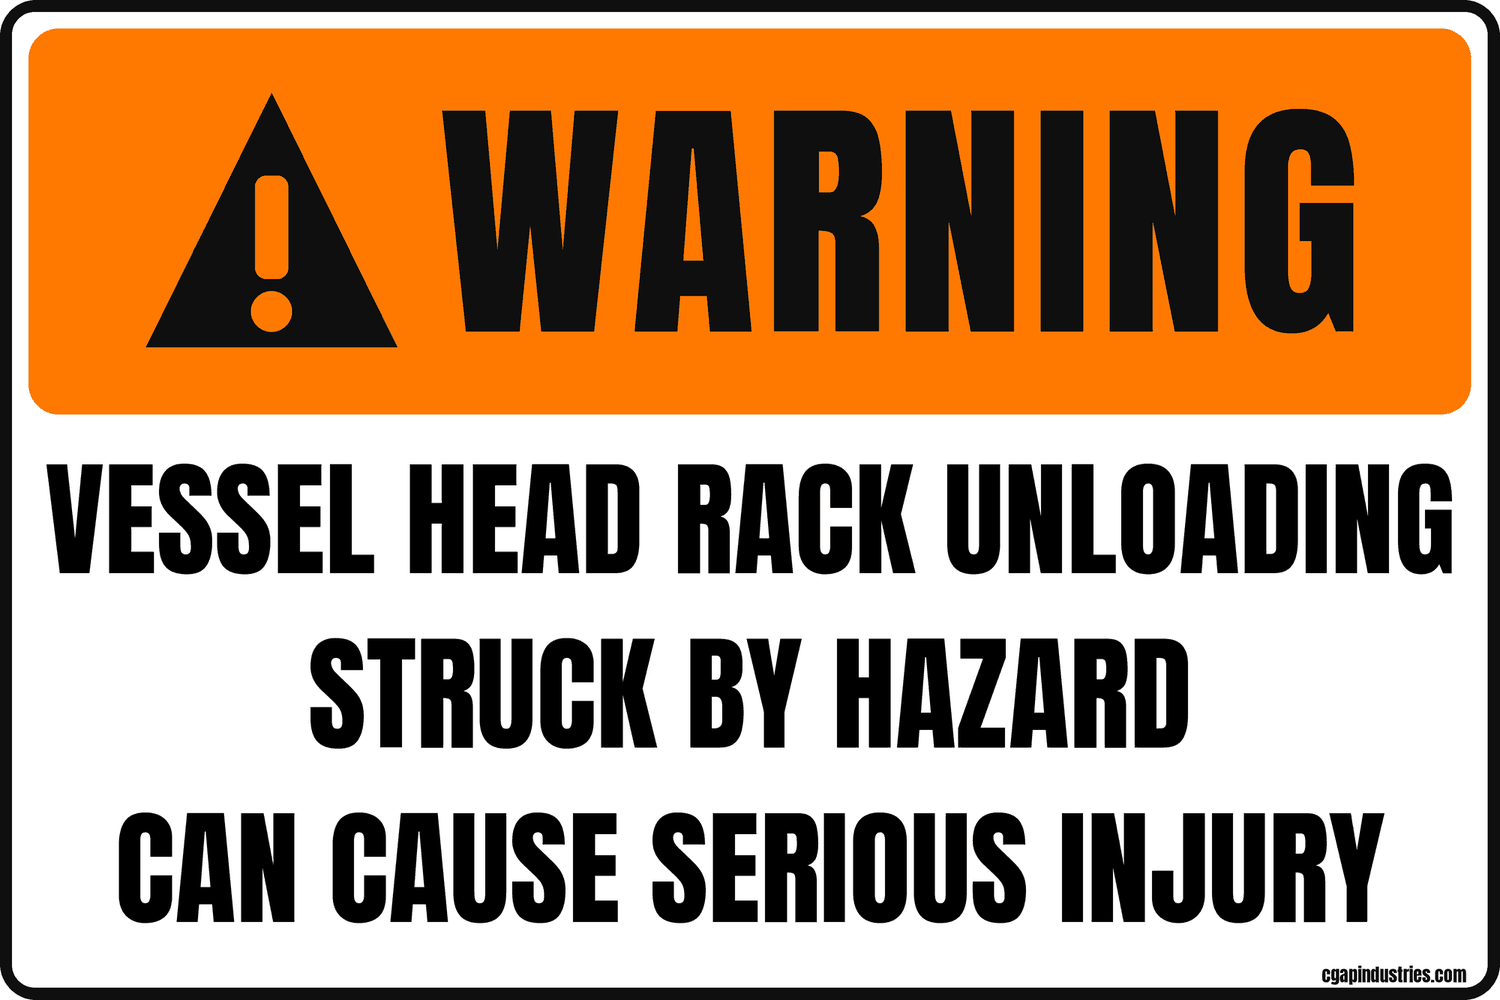 WARNING
VESSEL HEAD RACK UNLOADING
STRUCK BY HAZARD
CAN CAUSE SERIOUS INJURY
cgapindustries.com